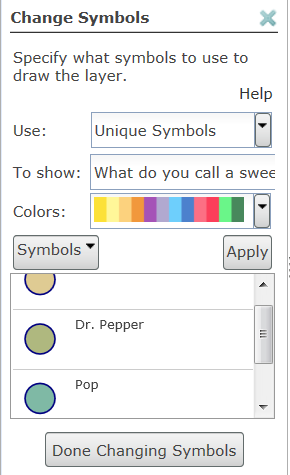 Change Symbols
Specify what symbols to use to
draw the layer.
Help
Use: Unique Symbols
To show: What do you call a swee
Colors:
Symbols Apply
Dr. Pepper
Pop
Done Changing Symbols